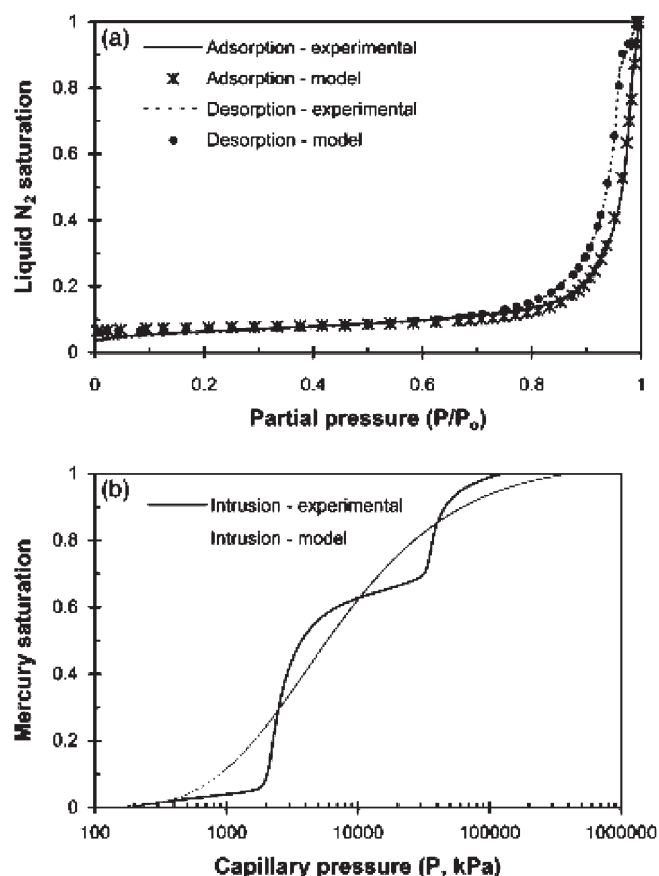 (a)
Adsorption - experimental
Adsorption - model
Desorption - experimental
Desorption - model
Liquid N₂ saturation
1
0.8
0.6
0.4
0.2
0
0 0.2 0.4 0.6 0.8 1
Partial pressure (P/Pₒ)
(b)
Intrusion - experimental
Intrusion - model
Mercury saturation
1
0.8
0.6
0.4
0.2
0
100 1000 10000 100000 1000000
Capillary pressure (P, kPa)